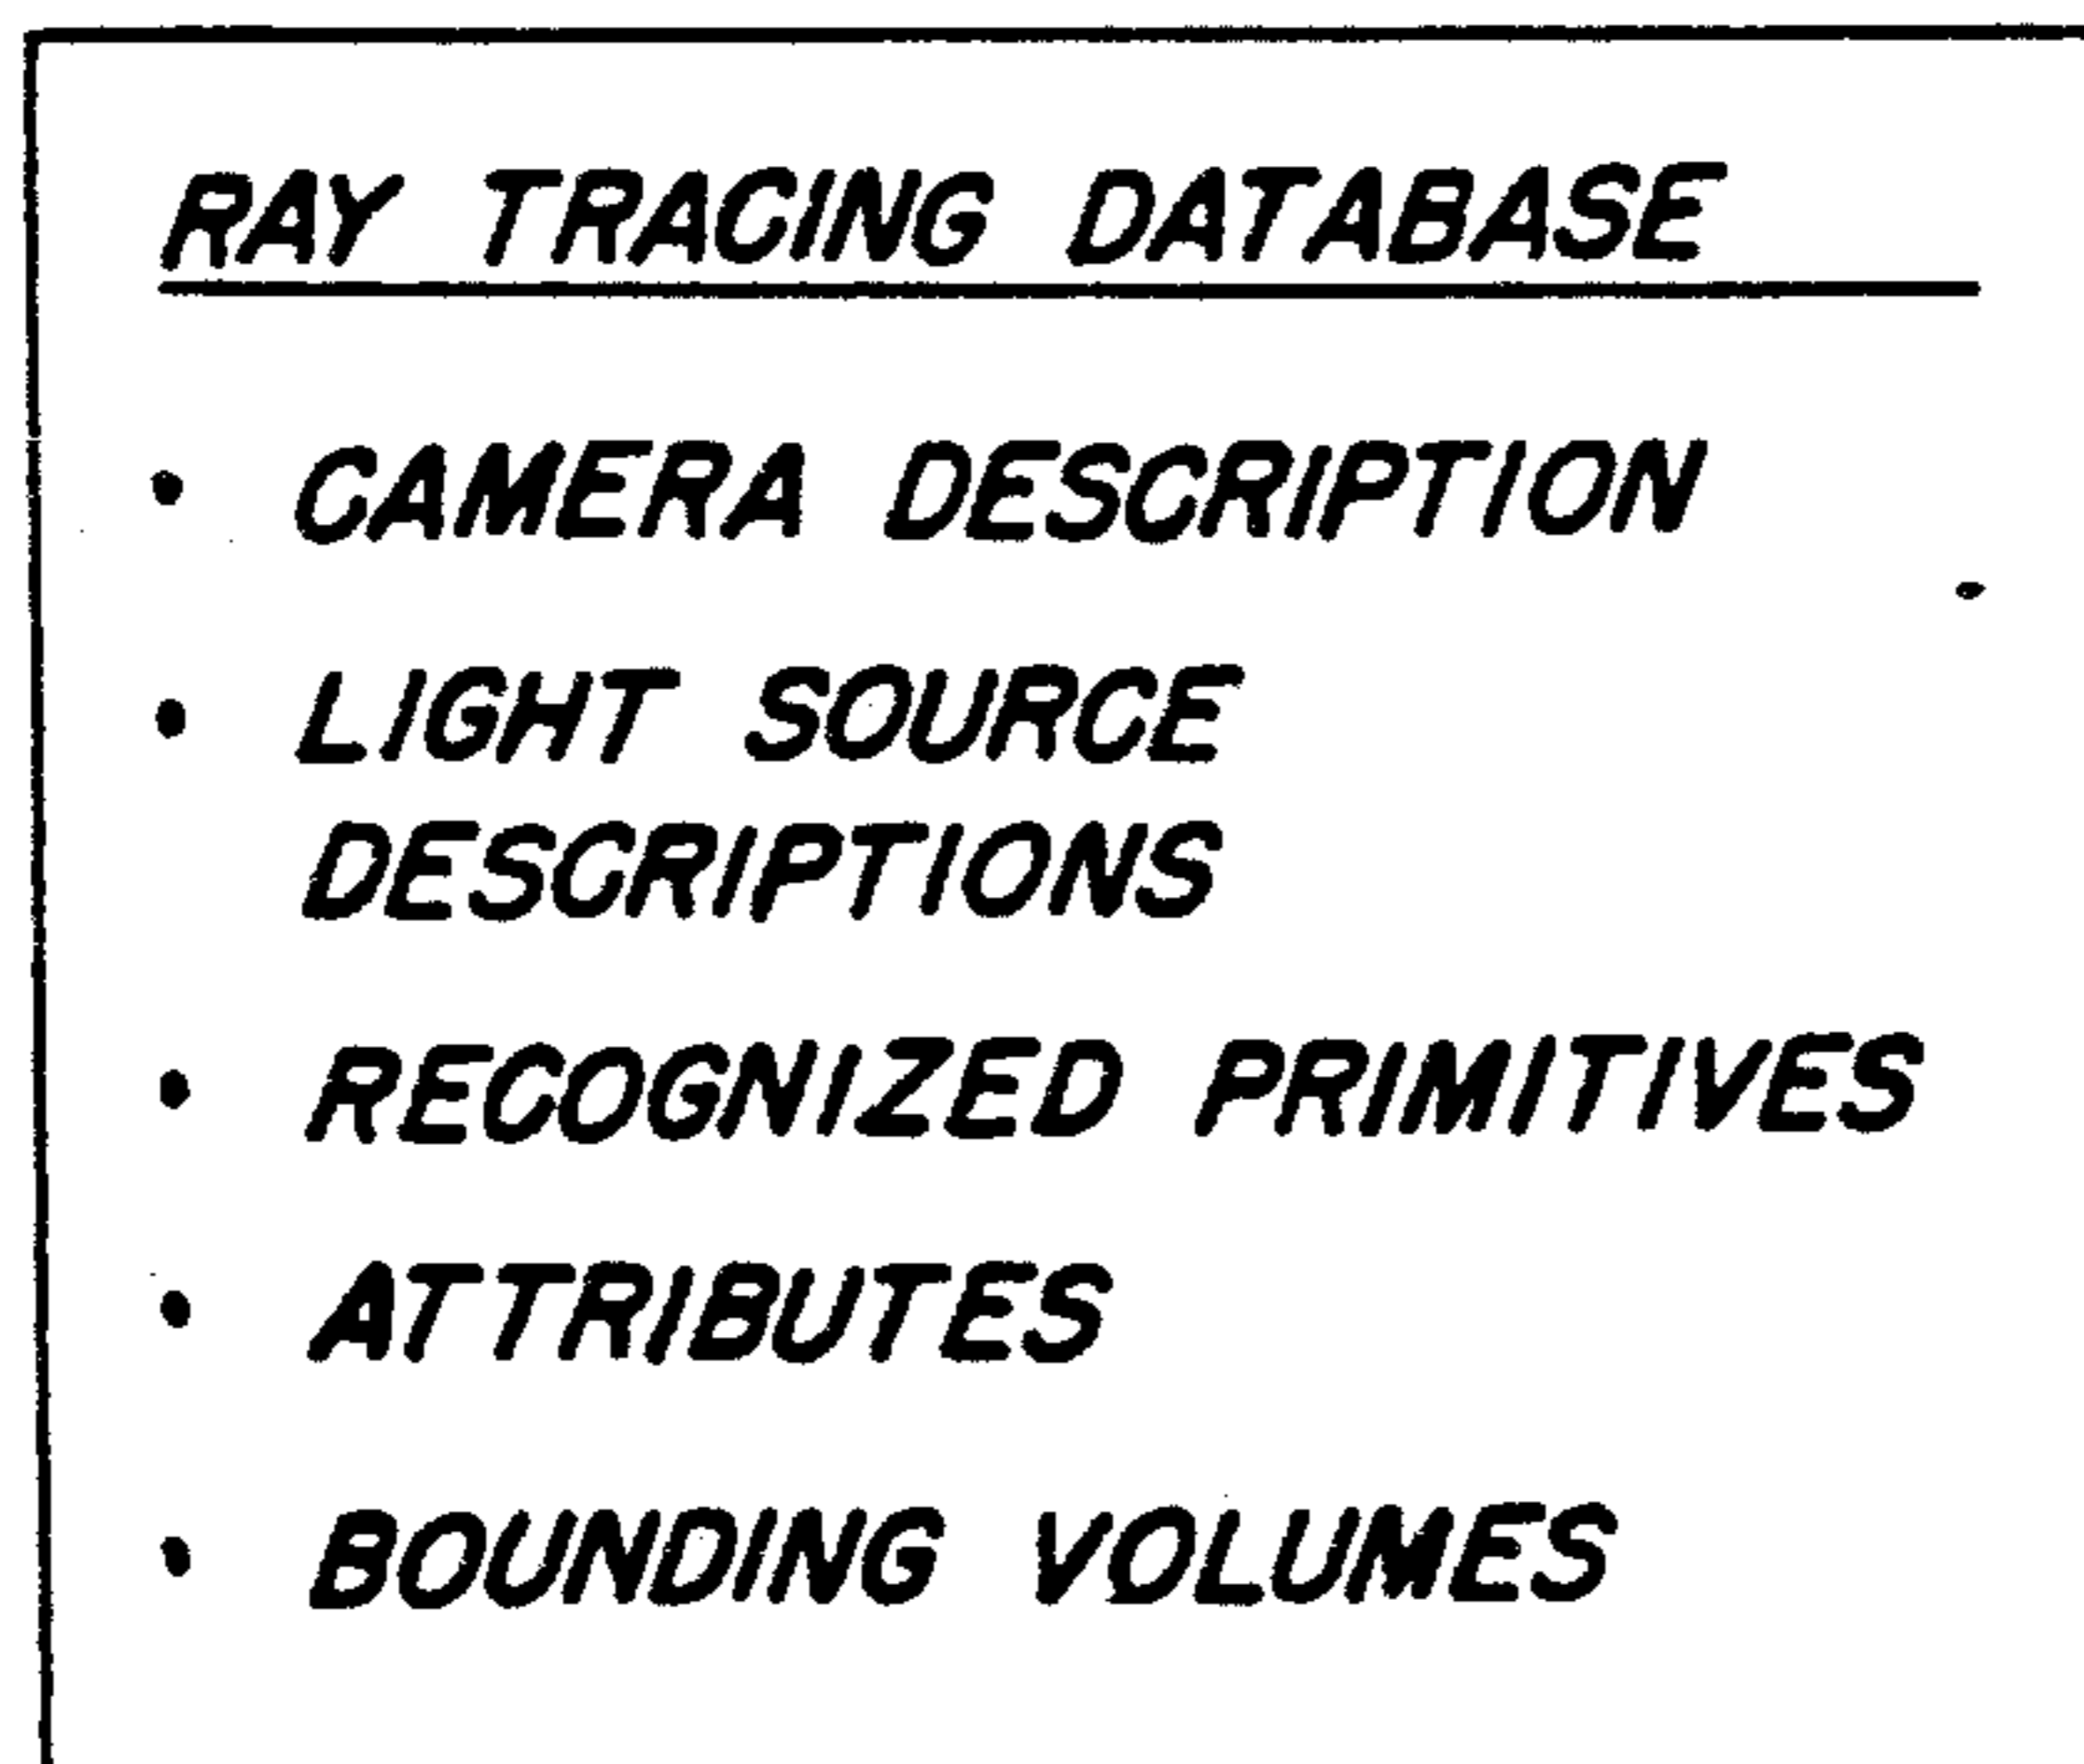 RAY TRACING DATABASE
• CAMERA DESCRIPTION
• LIGHT SOURCE
DESCRIPTIONS
• RECOGNIZED PRIMITIVES
• ATTRIBUTES
• BOUNDING VOLUMES